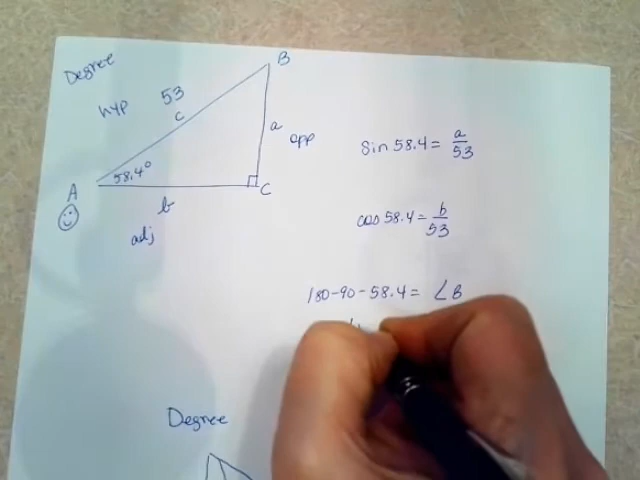 Degree
B
hyp 53
c
a
opp
58.4°
A
C
b
adj
sin 58.4 = a/53
cos 58.4 = b/53
180-90-58.4 = ∠B
Degree